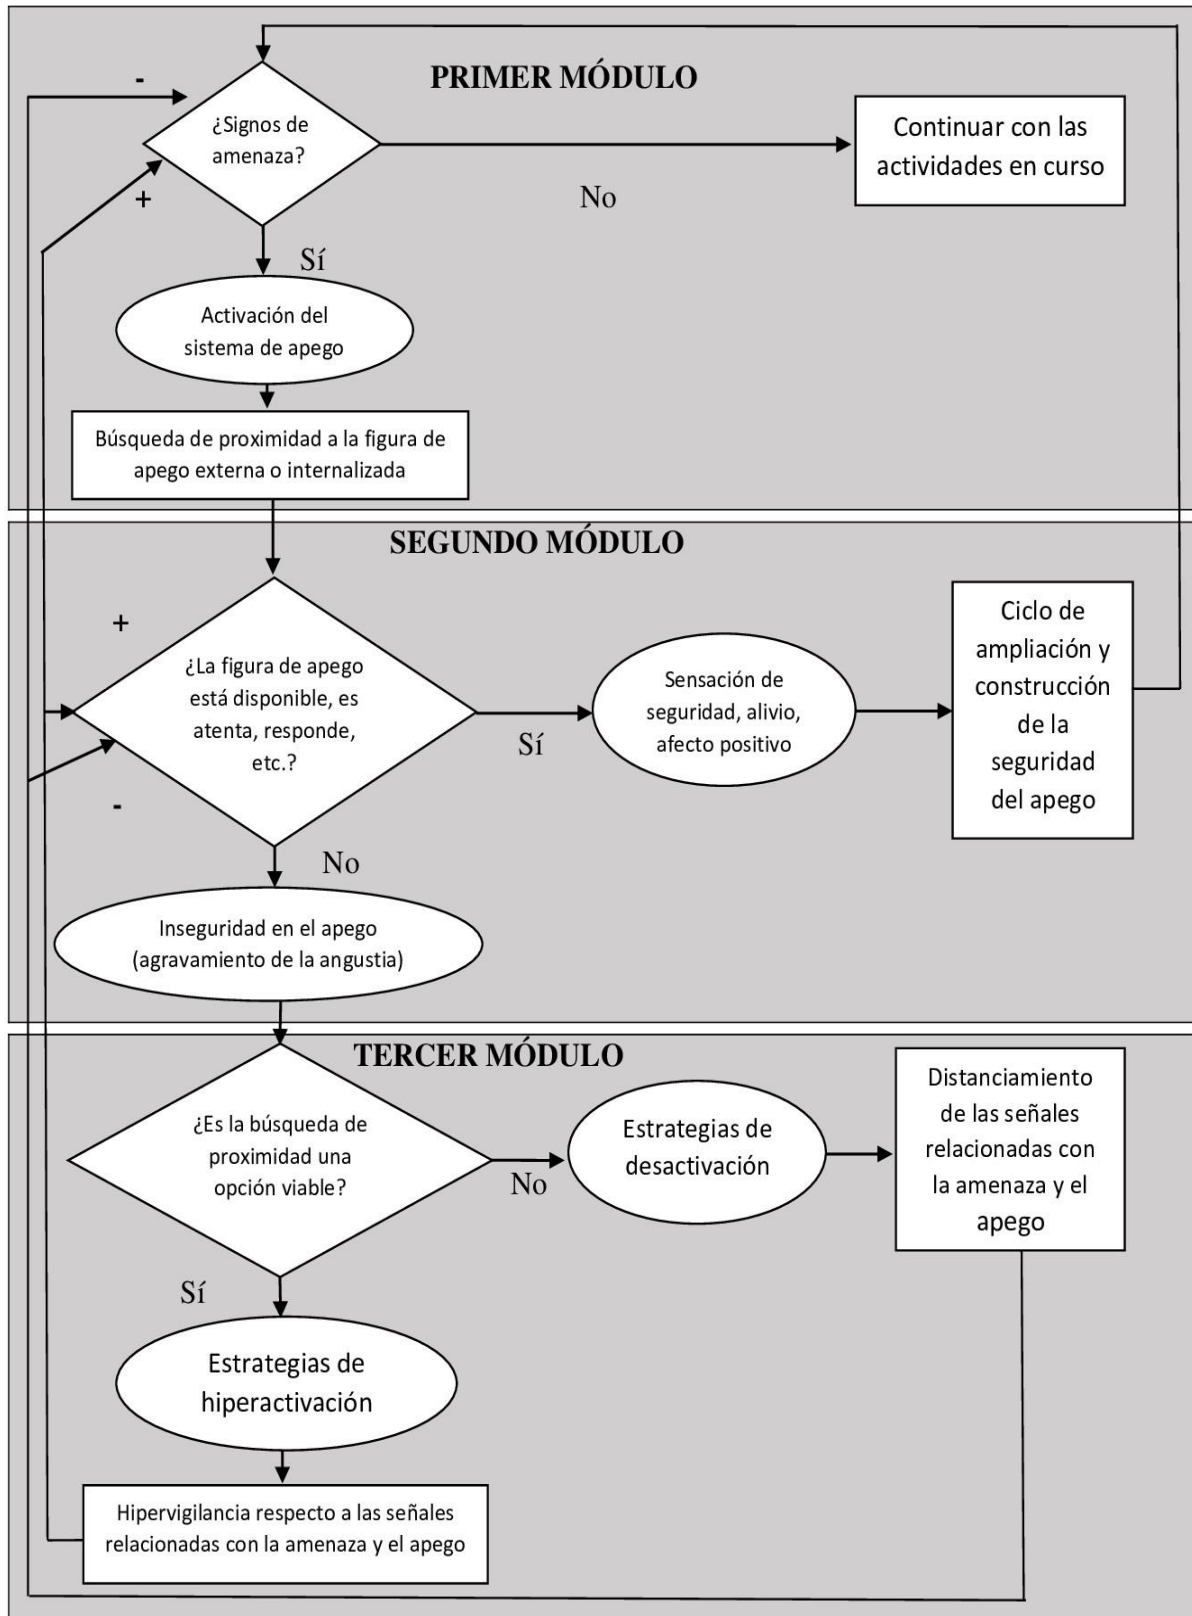 PRIMER MÓDULO
-
¿Signos de
amenaza?
Continuar con las
actividades en curso
+
No
Sí
Activación del
sistema de apego
Búsqueda de proximidad a la figura de
apego externa o internalizada
SEGUNDO MÓDULO
+
¿La figura de apego
está disponible, es
atenta, responde,
etc.?
-
Sí
Sensación de
seguridad, alivio,
afecto positivo
Ciclo de
ampliación y
construcción
de la
seguridad
del apego
No
Inseguridad en el apego
(agravamiento de la angustia)
TERCER MÓDULO
¿Es la búsqueda de
proximidad una
opción viable?
No
Estrategias de
desactivación
Distanciamiento
de las señales
relacionadas con
la amenaza y el
apego
Sí
Estrategias de
hiperactivación
Hipervigilancia respecto a las señales
relacionadas con la amenaza y el apego